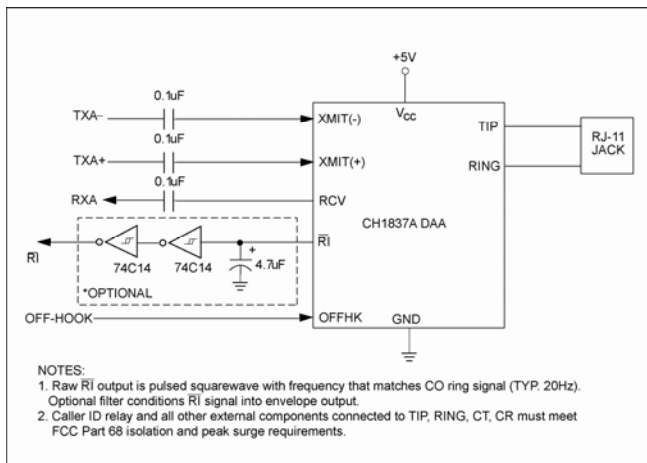 +5V
0.1uF
TXA-
XMIT(-)
VCC
TIP
0.1uF
RJ-11
JACK
TXA+
XMIT(+)
RING
0.1uF
RXA
RCV
CH1837A DAA
RI
RI
74C14
74C14
4.7uF
+
*OPTIONAL
OFF-HOOK
OFFHK
GND
NOTES:
1. Raw RI output is pulsed squarewave with frequency that matches CO ring signal (TYP. 20Hz).
Optional filter conditions RI signal into envelope output.
2. Caller ID relay and all other external components connected to TIP, RING, CT, CR must meet
FCC Part 68 isolation and peak surge requirements.